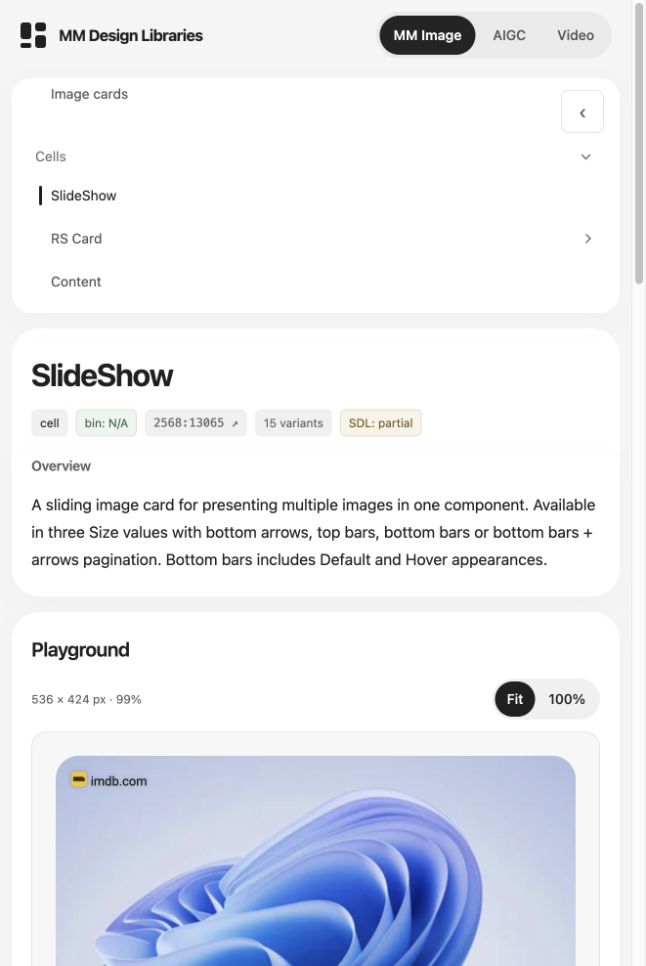 MM Design Libraries
MM Image
AIGC
Video
Image cards
Cells
SlideShow
RS Card
Content
SlideShow
cell
bin: N/A
2568:13065 ↗
15 variants
SDL: partial
Overview
A sliding image card for presenting multiple images in one component. Available
in three Size values with bottom arrows, top bars, bottom bars or bottom bars +
arrows pagination. Bottom bars includes Default and Hover appearances.
Playground
536 × 424 px · 99%
Fit
100%
imdb.com